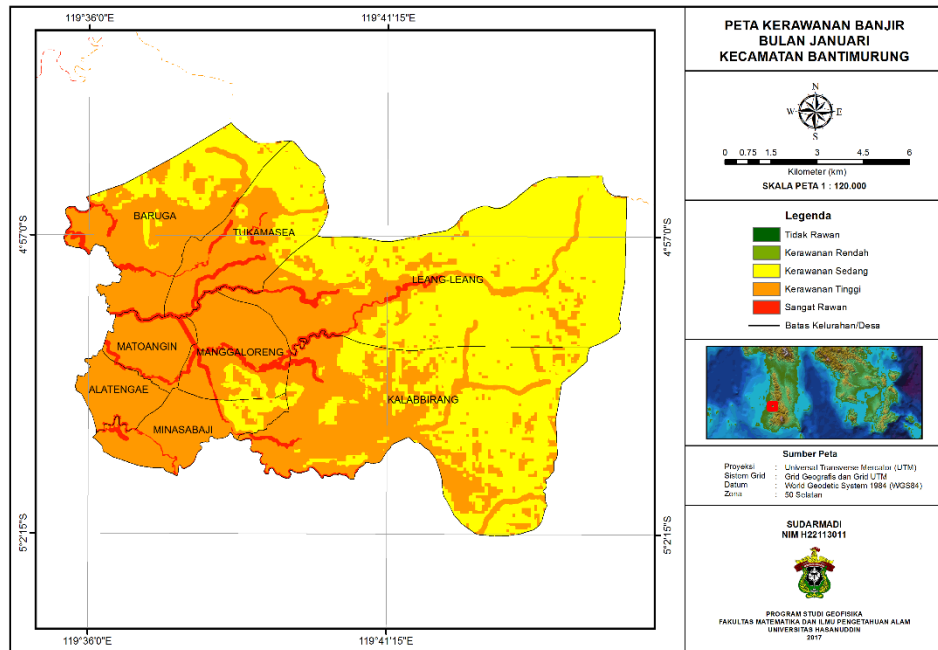 119°36'0"E
119°41'15"E
4°57'0"S
4°57'0"S
5°2'15"S
5°2'15"S
119°36'0"E
119°41'15"E
BARUGA
TUKAMASEA
LEANG-LEANG
MATOANGIN
MANGGALORENG
ALATENGAE
KALABBIRANG
MINASABAJI
PETA KERAWANAN BANJIR
BULAN JANUARI
KECAMATAN BANTIMURUNG
N
W E
S
0 0.75 1.5 3 4.5 6
Kilometer (km)
SKALA PETA 1 : 120.000
Legenda
Tidak Rawan
Kerawanan Rendah
Kerawanan Sedang
Kerawanan Tinggi
Sangat Rawan
Batas Kelurahan/Desa
Sumber Peta
Proyeksi : Universal Transverse Mercator (UTM)
Sistem Grid : Grid Geografis dan Grid UTM
Datum : World Geodetic System 1984 (WGS84)
Zona : 50 Selatan
SUDARMADI
NIM H22113011
PROGRAM STUDI GEOFISIKA
FAKULTAS MATEMATIKA DAN ILMU PENGETAHUAN ALAM
UNIVERSITAS HASANUDDIN
2017